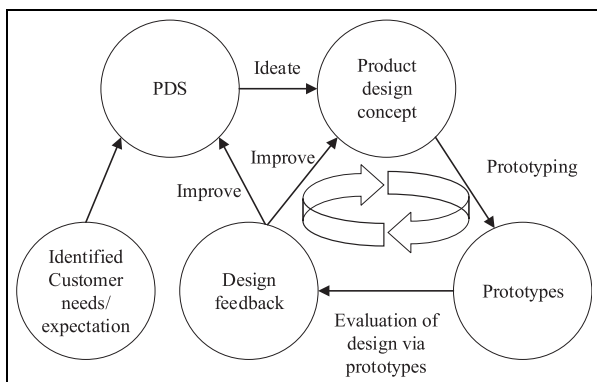 PDS
Ideate
Product
design
concept
Improve
Improve
Prototyping
Identified
Customer
needs/
expectation
Design
feedback
Prototypes
Evaluation of
design via
prototypes